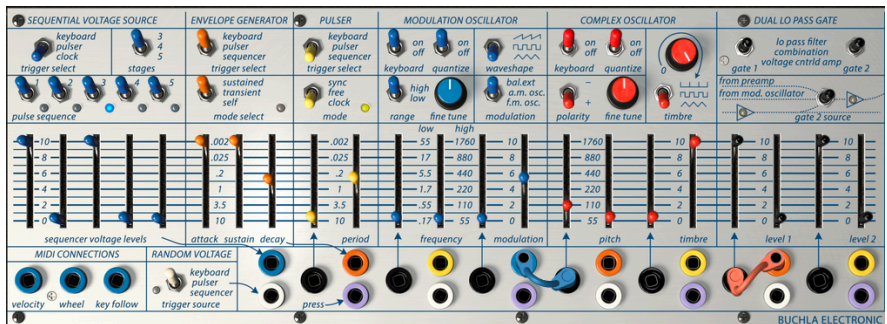 SEQUENTIAL VOLTAGE SOURCE
keyboard
pulser
clock
trigger select
3
4
5
stages
1 2 3 4 5
pulse sequence
10
8
6
4
2
0
sequencer voltage levels
ENVELOPE GENERATOR
keyboard
pulser
sequencer
trigger select
sustained
transient
self
mode select
.002
.025
.2
1
3.5
10
attack sustain decay
PULSER
keyboard
pulser
sequencer
trigger select
sync
free
clock
mode
.002
.025
.2
1
3.5
10
period
MODULATION OSCILLATOR
on
off
keyboard
on
off
quantize
waveshape
high
low
range
fine tune
bal.ext
a.m. osc.
f.m. osc.
modulation
low high
55 1760
17 880
5.5 440
1.7 220
.55 110
.17 55
frequency
10
8
6
4
2
0
modulation
COMPLEX OSCILLATOR
on
off
keyboard
on
off
quantize
0
−
+
polarity
fine tune
timbre
1760
880
440
220
110
55
pitch
10
8
6
4
2
0
timbre
DUAL LO PASS GATE
gate 1
lo pass filter
combination
voltage cntrld amp
gate 2
from preamp
from mod. oscillator
gate 2 source
10
8
6
4
2
0
level 1
10
8
6
4
2
0
level 2
MIDI CONNECTIONS
velocity wheel key follow
RANDOM VOLTAGE
keyboard
pulser
sequencer
trigger source
press
BUCHLA ELECTRONIC